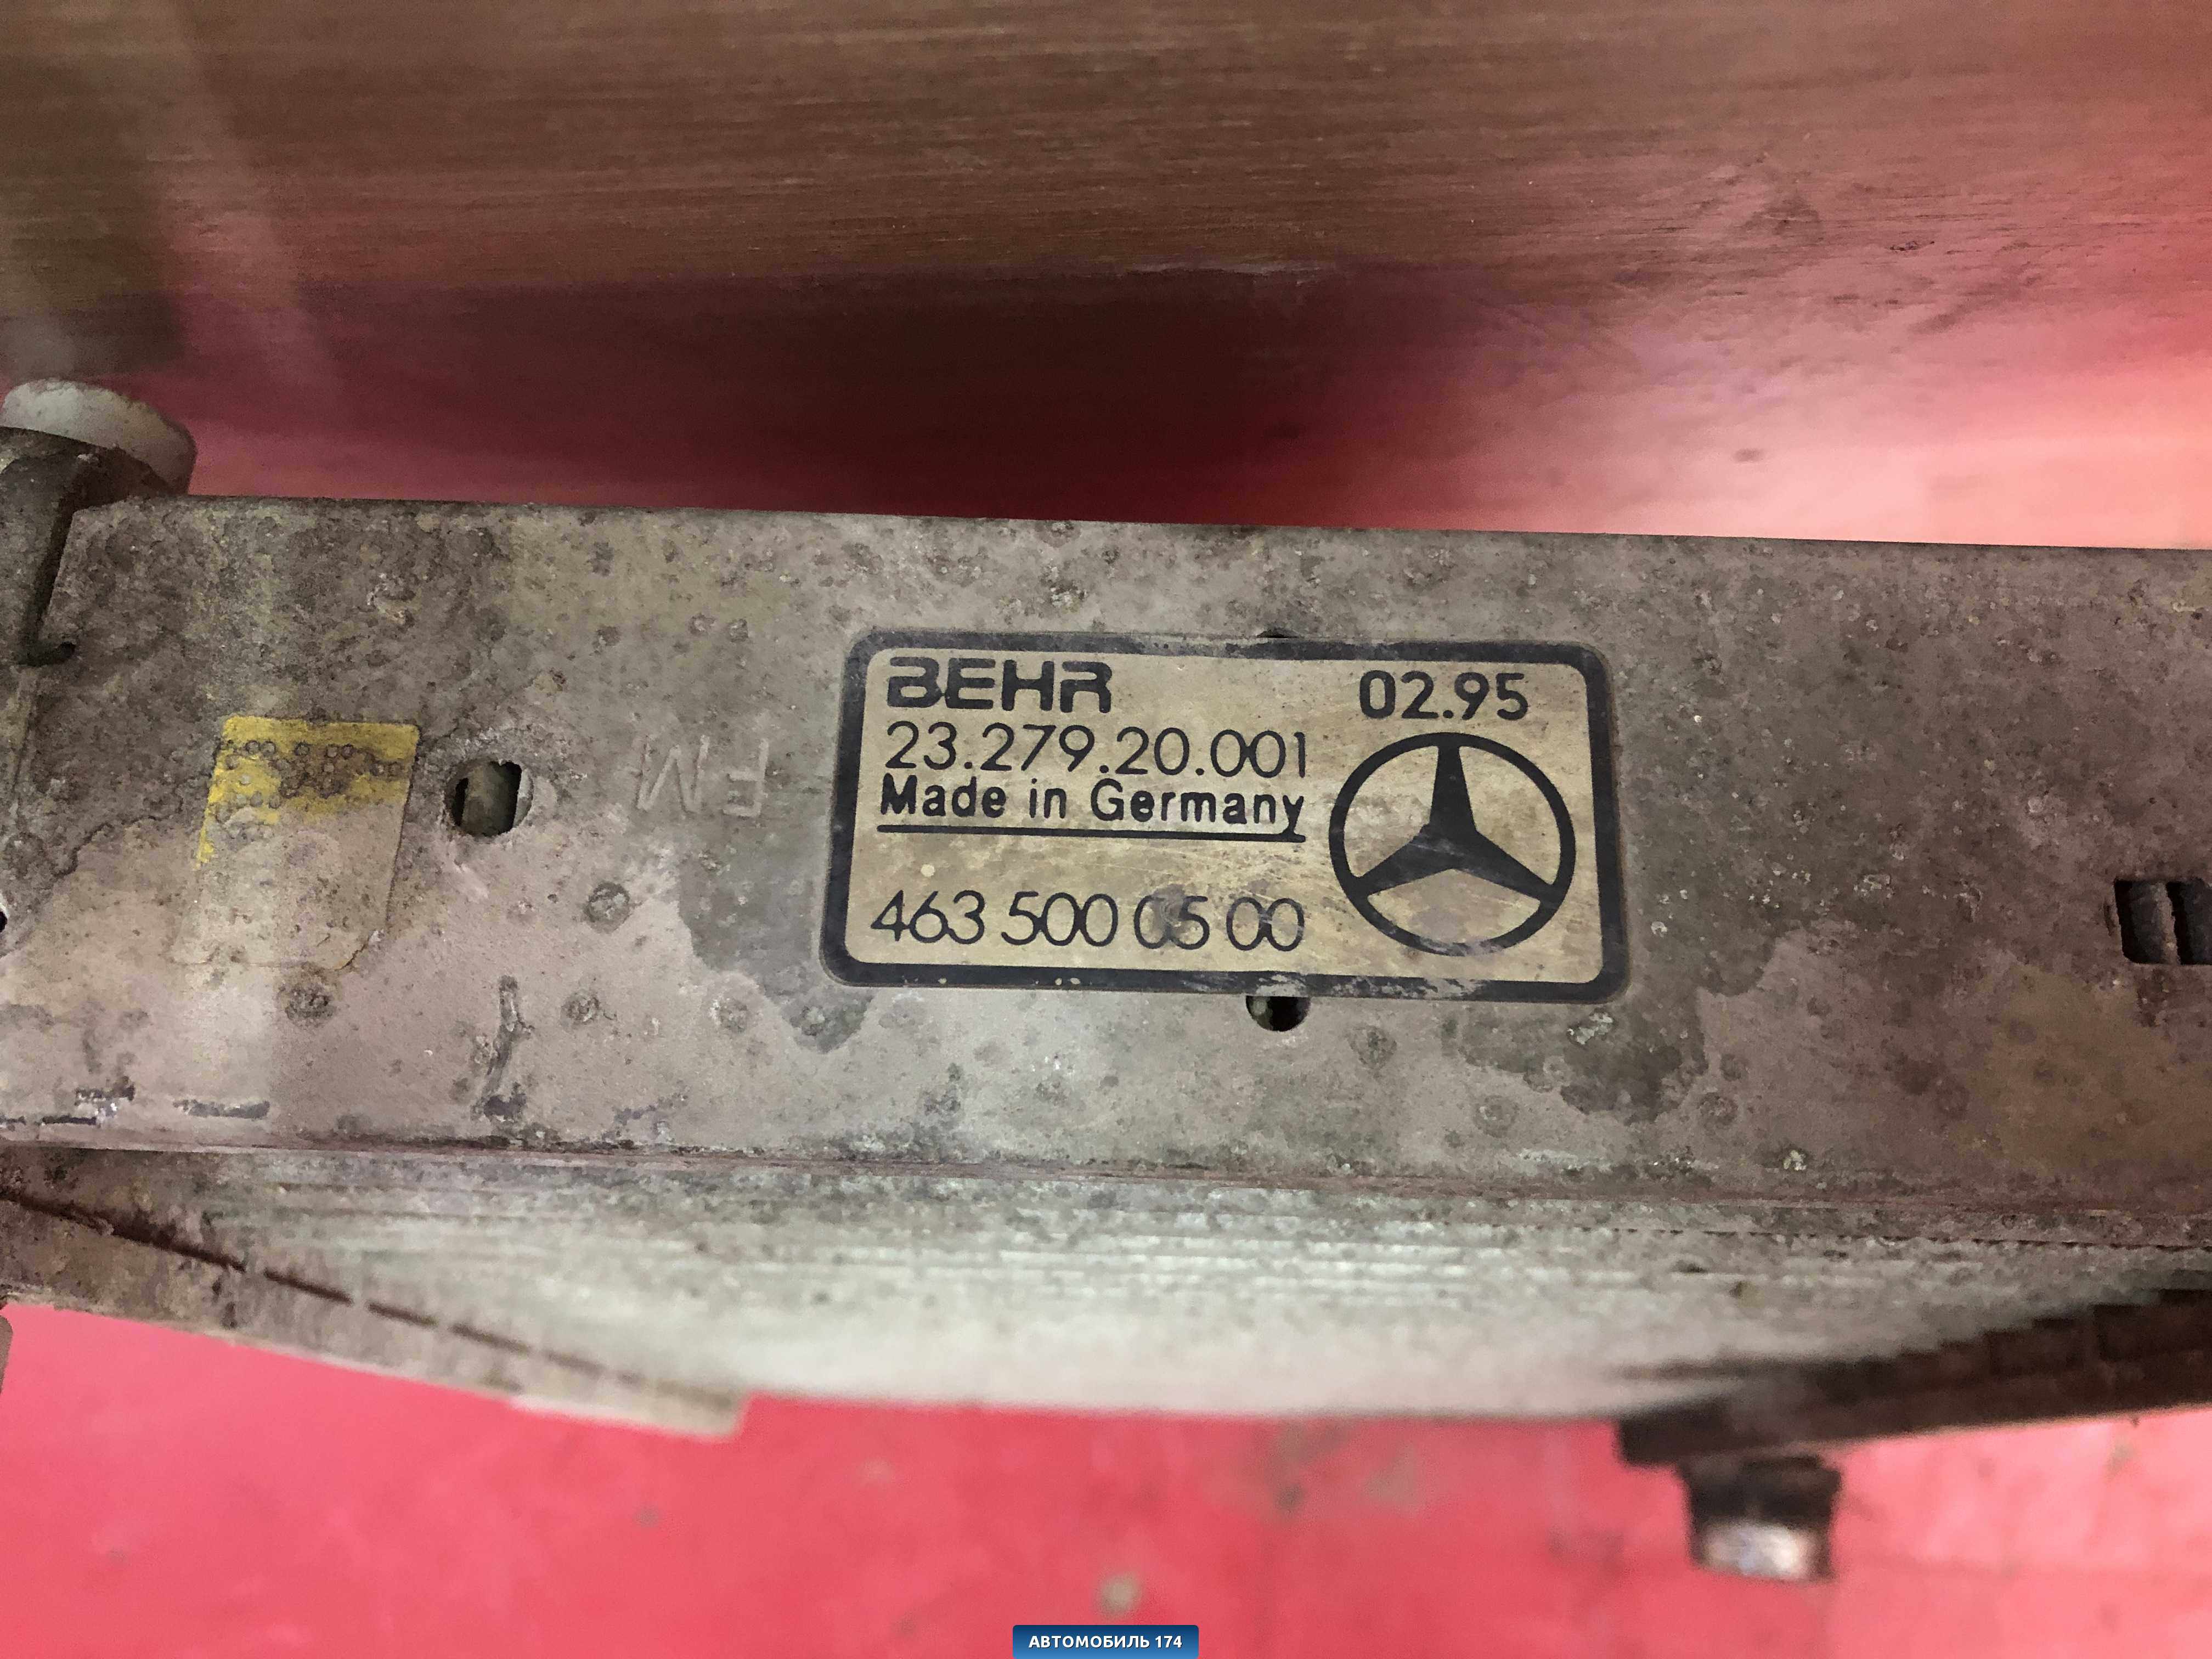 BEHR 02.95
23.279.20.001
Made in Germany
463 500 05 00
FM
АВТОМОБИЛЬ 174